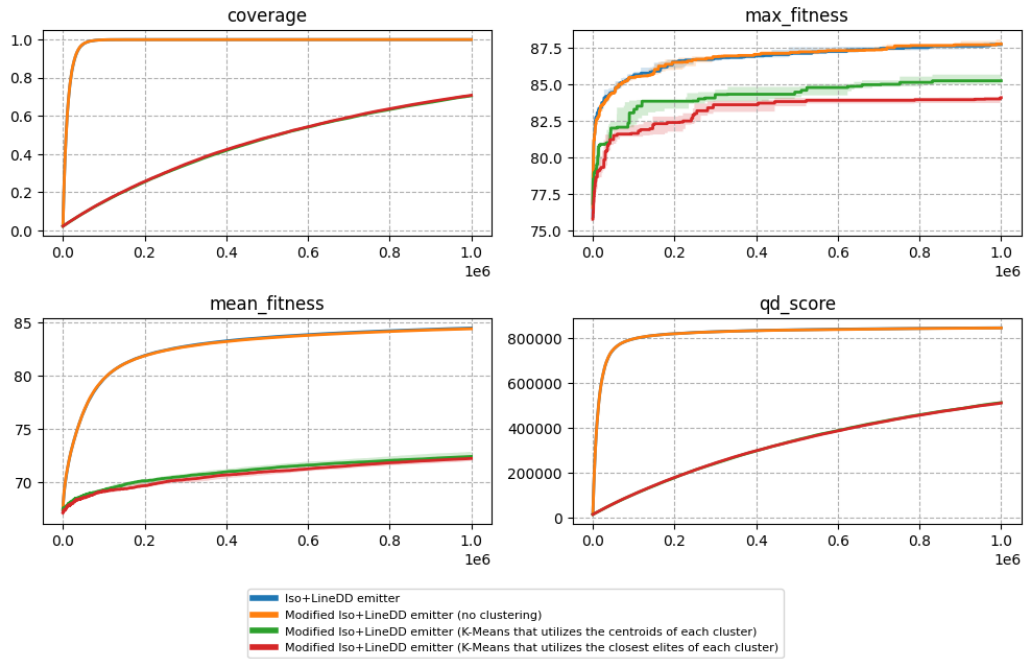 coverage
1.0
0.8
0.6
0.4
0.2
0.0
0.0 0.2 0.4 0.6 0.8 1.0
1e6
max_fitness
87.5
85.0
82.5
80.0
77.5
75.0
0.0 0.2 0.4 0.6 0.8 1.0
1e6
mean_fitness
85
80
75
70
0.0 0.2 0.4 0.6 0.8 1.0
1e6
qd_score
800000
600000
400000
200000
0
0.0 0.2 0.4 0.6 0.8 1.0
1e6
Iso+LineDD emitter
Modified Iso+LineDD emitter (no clustering)
Modified Iso+LineDD emitter (K-Means that utilizes the centroids of each cluster)
Modified Iso+LineDD emitter (K-Means that utilizes the closest elites of each cluster)